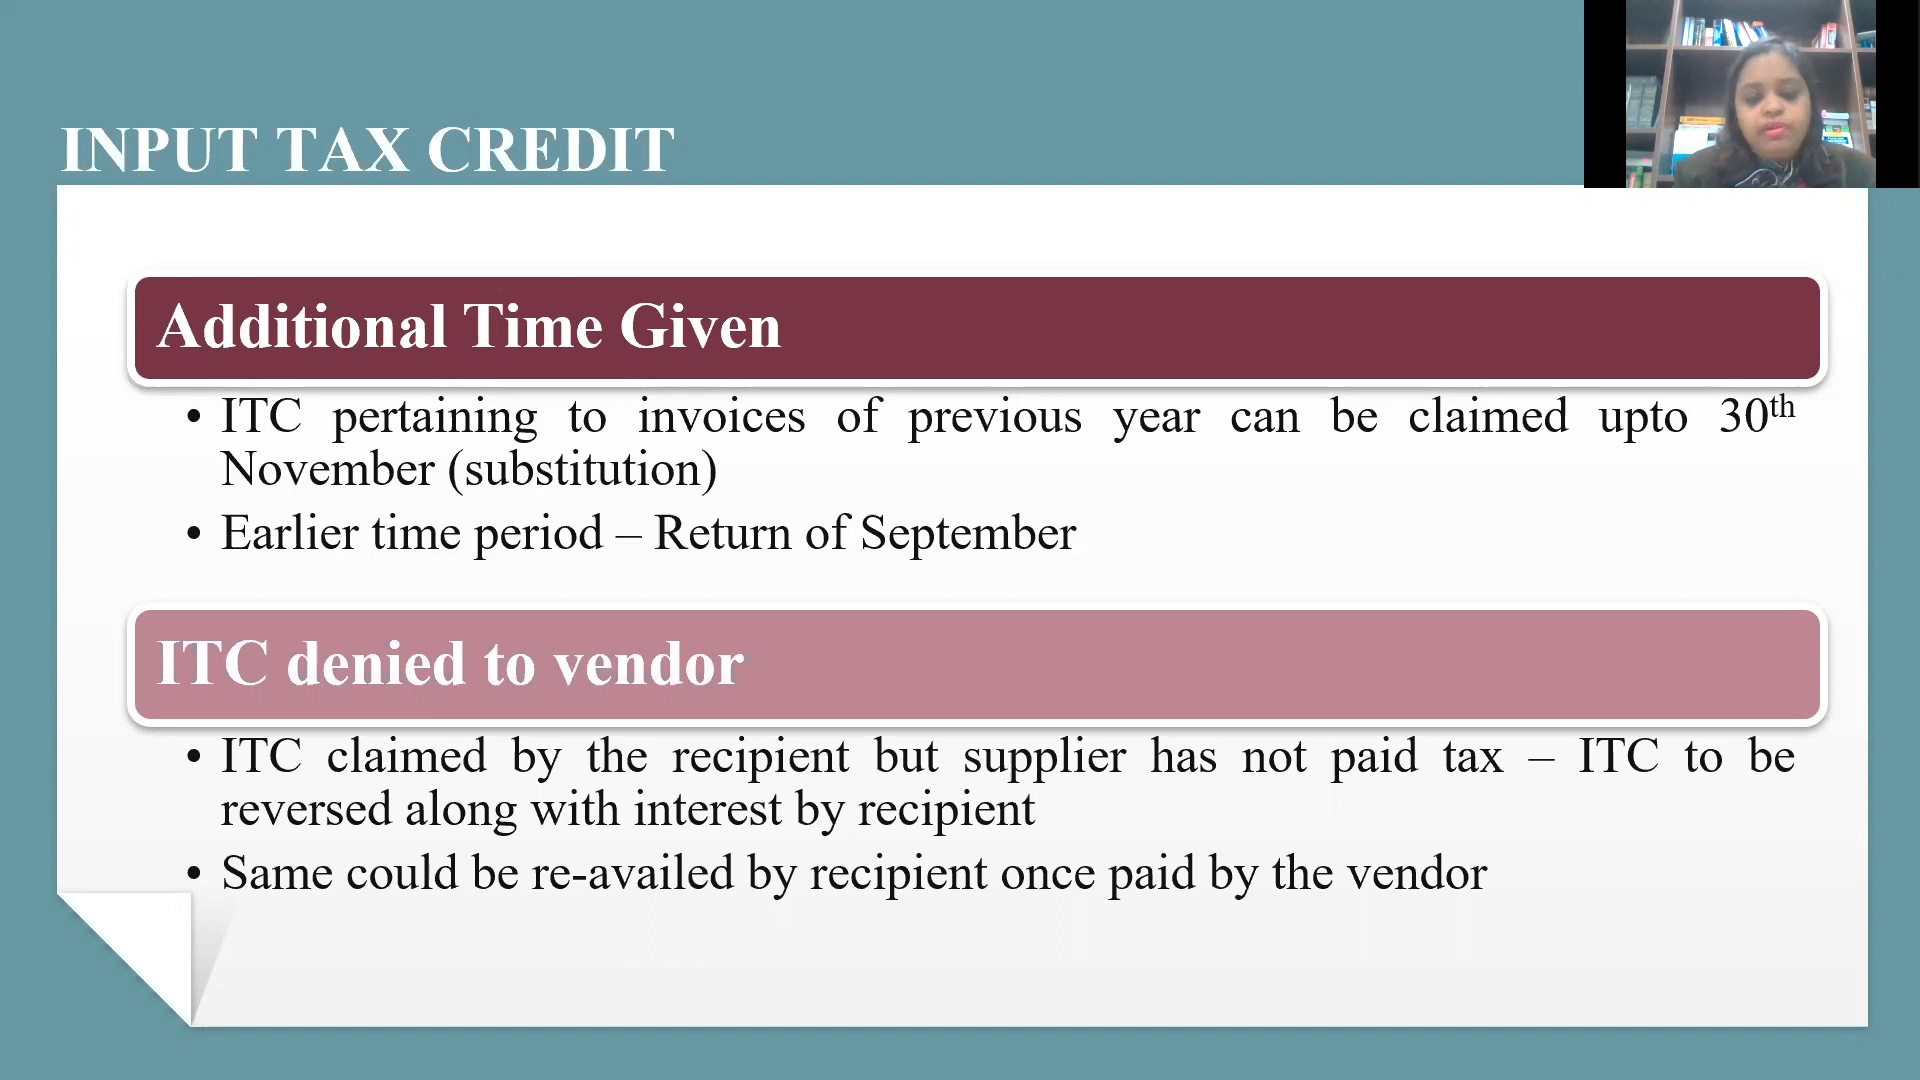 INPUT TAX CREDIT
Additional Time Given
• ITC pertaining to invoices of previous year can be claimed upto 30th
November (substitution)
• Earlier time period – Return of September
ITC denied to vendor
• ITC claimed by the recipient but supplier has not paid tax – ITC to be
reversed along with interest by recipient
• Same could be re-availed by recipient once paid by the vendor